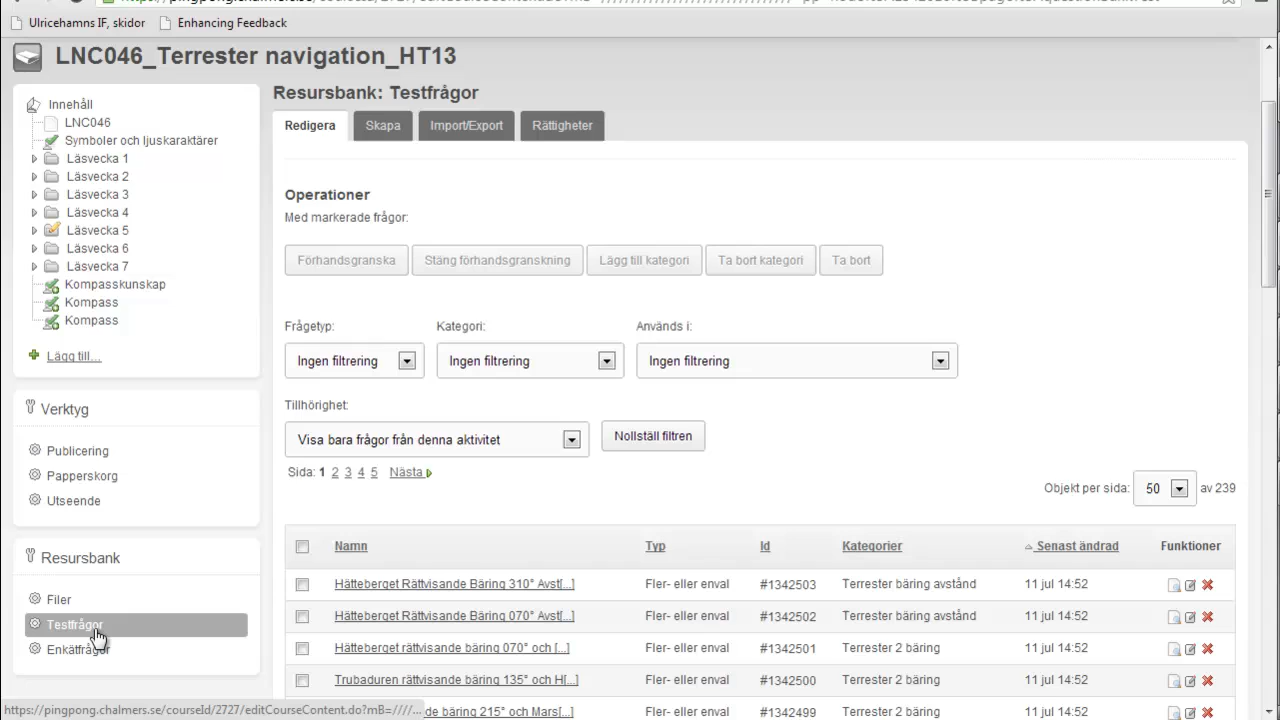 Ulricehamns IF, skidor Enhancing Feedback
LNC046_Terrester navigation_HT13
Innehåll
LNC046
Symboler och ljuskaraktärer
Läsvecka 1
Läsvecka 2
Läsvecka 3
Läsvecka 4
Läsvecka 5
Läsvecka 6
Läsvecka 7
Kompasskunskap
Kompass
Kompass
Lägg till...
Verktyg
Publicering
Papperskorg
Utseende
Resursbank
Filer
Testfrågor
Enkätfrågor
Resursbank: Testfrågor
Redigera Skapa Import/Export Rättigheter
Operationer
Med markerade frågor:
Förhandsgranska Stäng förhandsgranskning Lägg till kategori Ta bort kategori Ta bort
Frågetyp: Kategori: Används i:
Ingen filtrering Ingen filtrering Ingen filtrering
Tillhörighet:
Visa bara frågor från denna aktivitet Nollställ filtren
Sida: 1 2 3 4 5 Nästa
Objekt per sida: 50 av 239
Namn Typ Id Kategorier Senast ändrad Funktioner
Hätteberget Rättvisande Bäring 310° Avst[...] Fler- eller enval #1342503 Terrester bäring avstånd 11 jul 14:52
Hätteberget Rättvisande Bäring 070° Avst[...] Fler- eller enval #1342502 Terrester bäring avstånd 11 jul 14:52
Hätteberget rättvisande bäring 070° och [...] Fler- eller enval #1342501 Terrester 2 bäring 11 jul 14:52
Trubaduren rättvisande bäring 135° och H[...] Fler- eller enval #1342500 Terrester 2 bäring 11 jul 14:52
de bäring 215° och Mars[...] Fler- eller enval #1342499 Terrester 2 bäring 11 jul 14:52
https://pingpong.chalmers.se/courseId/2727/editCourseContent.do?mB=////...